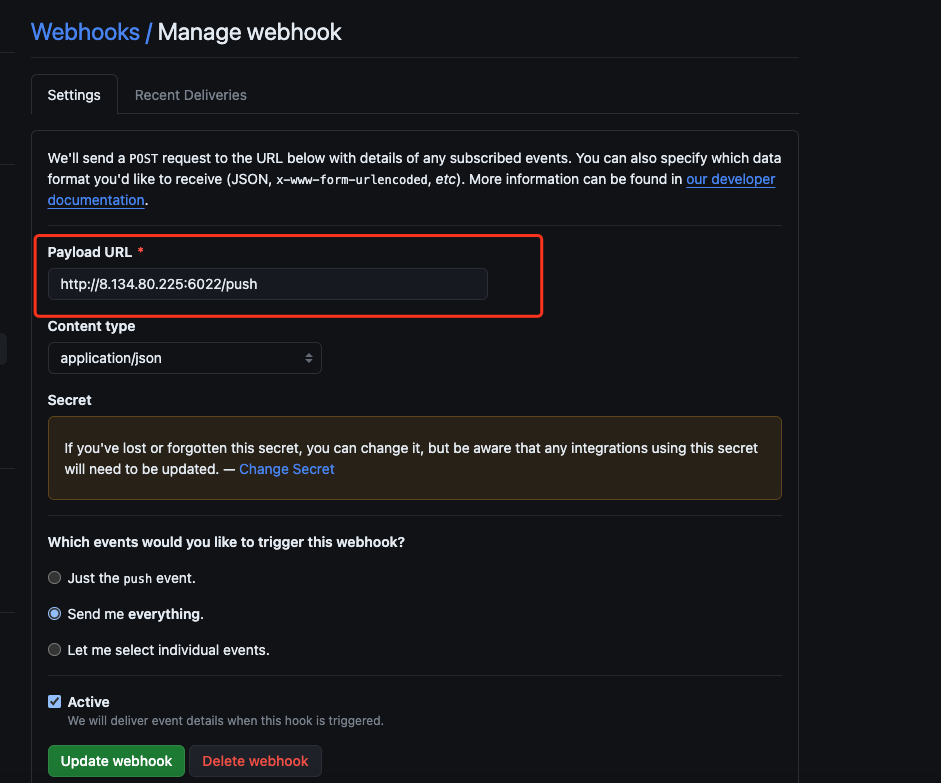 Webhooks / Manage webhook
Settings
Recent Deliveries
We'll send a POST request to the URL below with details of any subscribed events. You can also specify which data
format you'd like to receive (JSON, x-www-form-urlencoded, etc). More information can be found in our developer
documentation.
Payload URL *
http://8.134.80.225:6022/push
Content type
application/json
Secret
If you've lost or forgotten this secret, you can change it, but be aware that any integrations using this secret
will need to be updated. — Change Secret
Which events would you like to trigger this webhook?
Just the push event.
Send me everything.
Let me select individual events.
Active
We will deliver event details when this hook is triggered.
Update webhook
Delete webhook